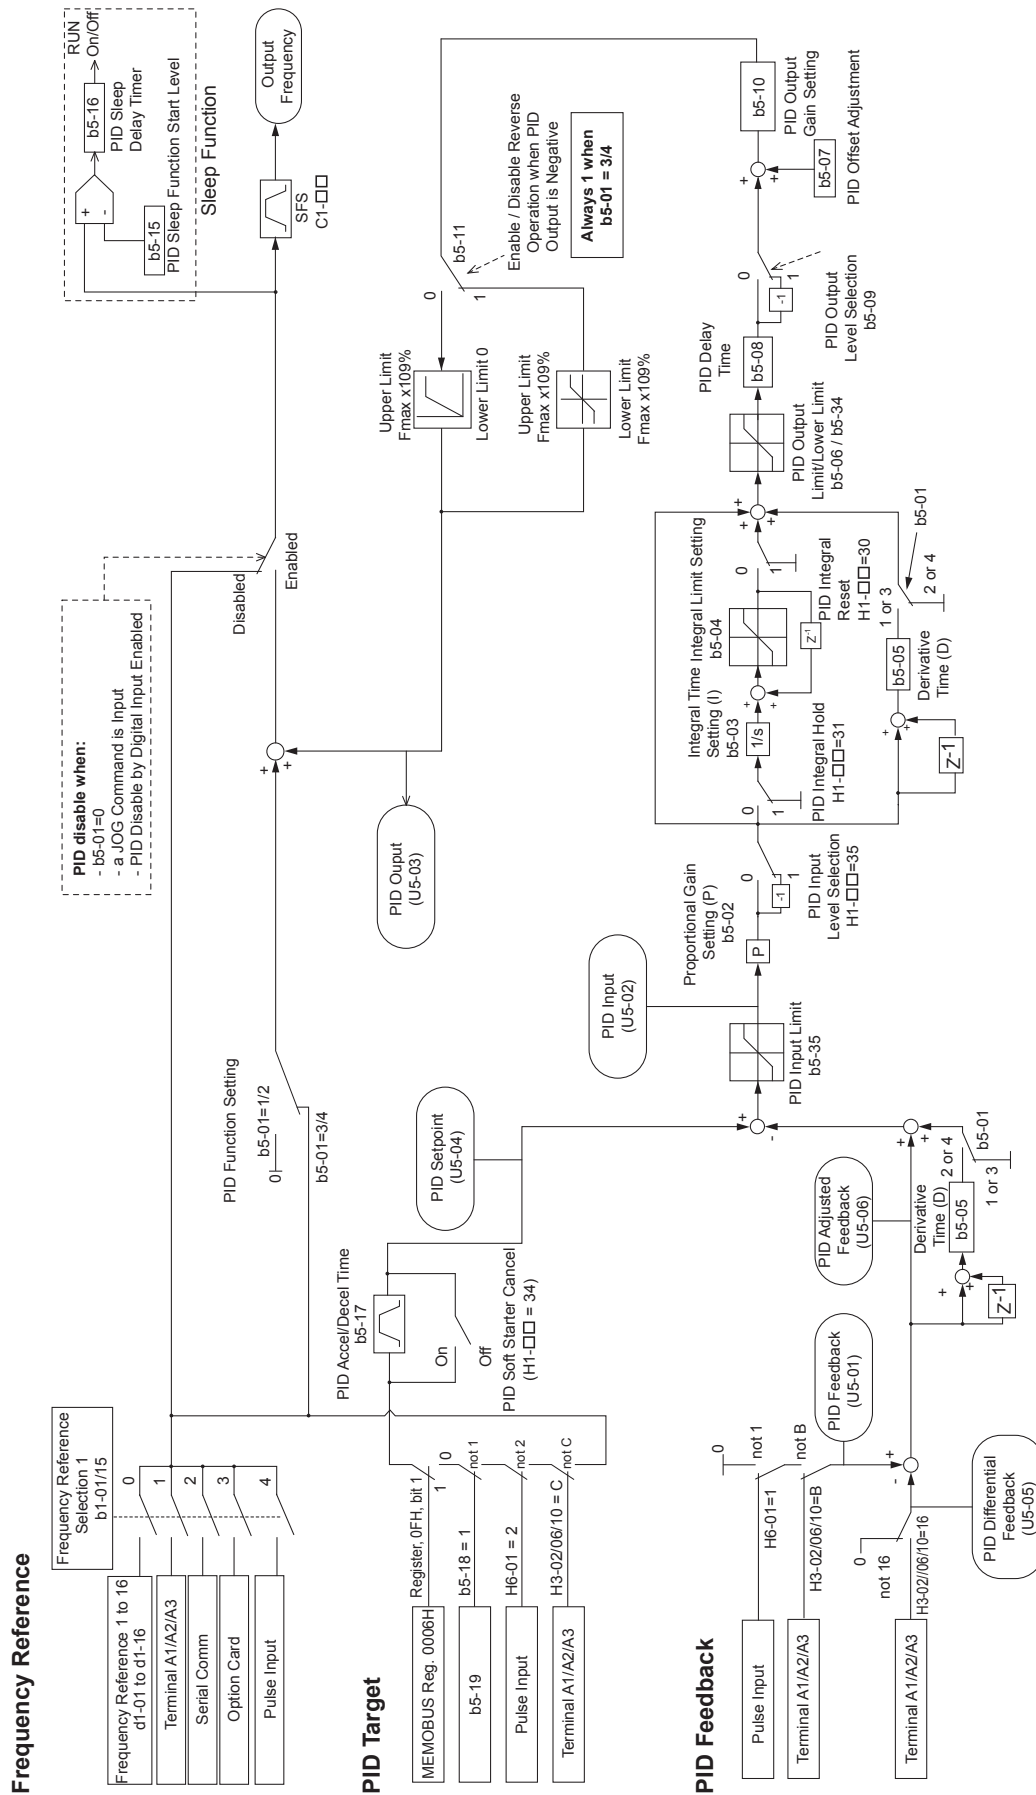 Frequency Reference
Frequency Reference
Selection 1
b1-01/15
Frequency Reference 1 to 16
d1-01 to d1-16
Terminal A1/A2/A3
Serial Comm
Option Card
Pulse Input
0
1
2
3
4
PID Function Setting
0
b5-01=1/2
b5-01=3/4
PID disable when:
- b5-01=0
- a JOG Command is Input
- PID Disable by Digital Input Enabled
Disabled
Enabled
+
+
RUN
On/Off
b5-16
PID Sleep
Delay Timer
+
-
b5-15
PID Sleep Function Start Level
Sleep Function
SFS
C1-□□
Output
Frequency
PID Target
MEMOBUS Reg. 0006H
b5-19
Pulse Input
Terminal A1/A2/A3
Register, 0FH, bit 1
1
0
b5-18 = 1
not 1
H6-01 = 2
not 2
H3-02/06/10 = C
not C
PID Accel/Decel Time
b5-17
On
Off
PID Soft Starter Cancel
(H1-□□ = 34)
PID Setpoint
(U5-04)
PID Ouput
(U5-03)
Upper Limit
Fmax x109%
Lower Limit 0
Upper Limit
Fmax x109%
Lower Limit
Fmax x109%
0
1
b5-11
Enable / Disable Reverse
Operation when PID
Output is Negative
Always 1 when
b5-01 = 3/4
PID Input
(U5-02)
+
-
PID Input Limit
b5-35
Proportional Gain
Setting (P)
b5-02
P
-1
0
1
PID Input
Level Selection
H1-□□=35
0
1
PID Integral Hold
H1-□□=31
Integral Time
Setting (I)
b5-03
1/s
+
+
Integral Limit Setting
b5-04
Z-1
0
1
PID Integral
Reset
H1-□□=30
+
+
Z-1
b5-05
Derivative
Time (D)
1 or 3
2 or 4
b5-01
+
+
+
PID Output
Limit/Lower Limit
b5-06 / b5-34
PID Delay
Time
b5-08
-1
0
1
PID Output
Level Selection
b5-09
+
+
b5-07
PID Offset Adjustment
b5-10
PID Output
Gain Setting
PID Feedback
Pulse Input
Terminal A1/A2/A3
Terminal A1/A2/A3
0
H6-01=1
not 1
H3-02/06/10=B
not B
0
not 16
H3-02//06/10=16
PID Feedback
(U5-01)
+
-
PID Differential
Feedback
(U5-05)
PID Adjusted
Feedback
(U5-06)
Derivative
Time (D)
b5-05
+
+
Z-1
2 or 4
1 or 3
b5-01
+
+